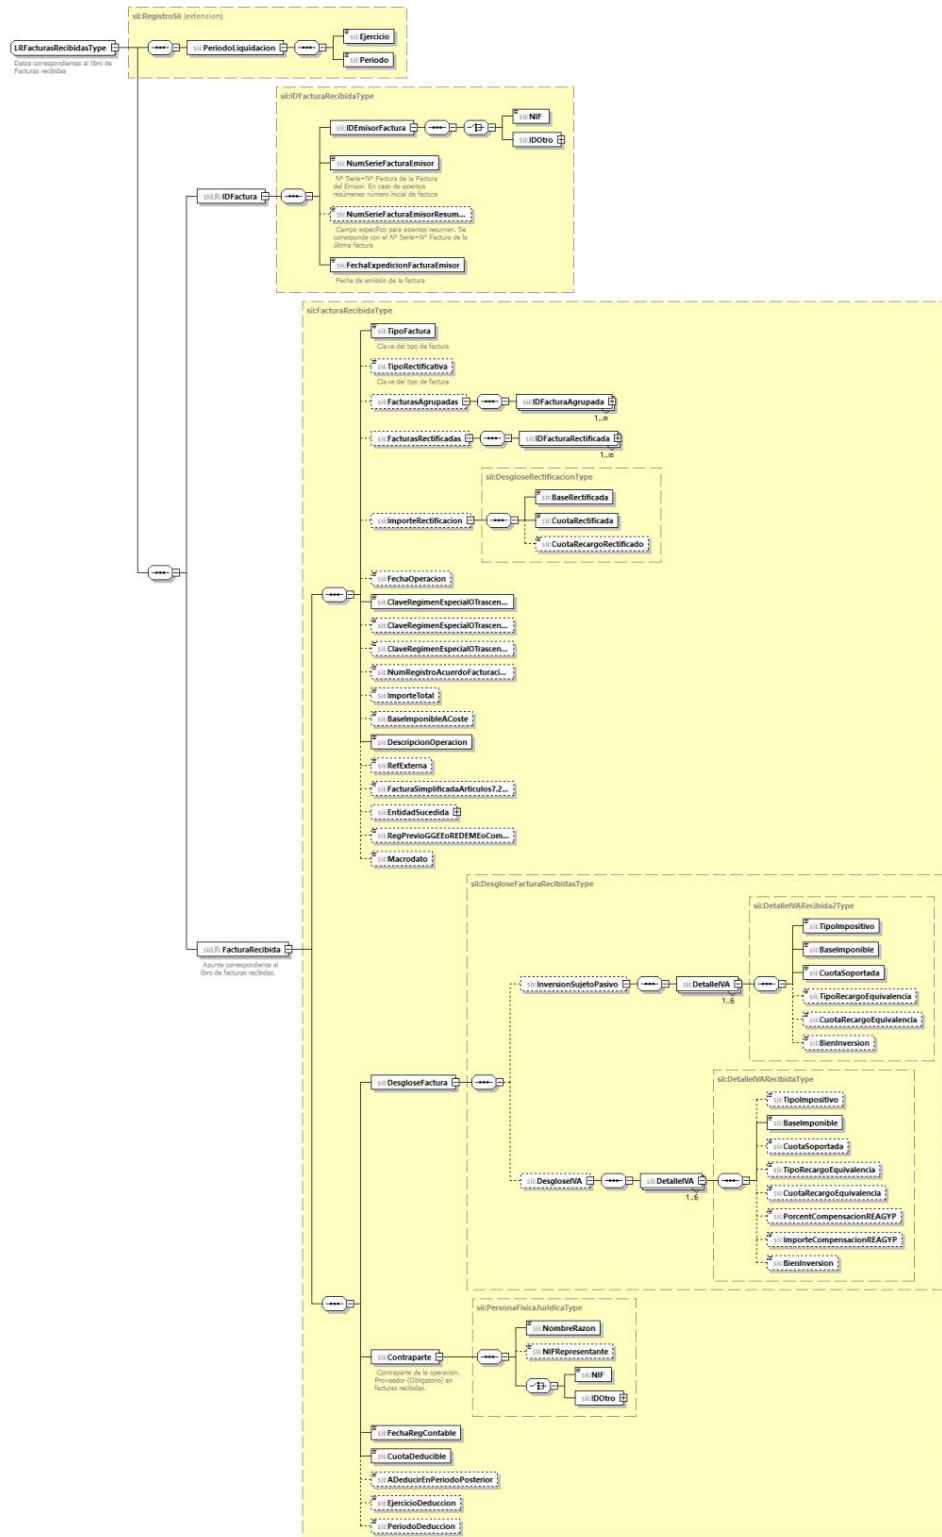 sii:RegistroSii (extension)
LRFacturasRecibidasType
Datos correspondientes al libro de
Facturas recibidas
sii:PeriodoLiquidacion
sii:Ejercicio
sii:Periodo
sii:IDFacturaRecibidaType
sii:IDEmisorFactura
sii:NIF
sii:IDOtro
sii:NumSerieFacturaEmisor
Nº Serie+Nº Factura de la Factura
del Emisor. En caso de asientos
resúmenes número inicial de factura
siiLR:IDFactura
sii:NumSerieFacturaEmisorResum...
Campo específico para asientos resumen. Se
corresponde con el Nº Serie+Nº Factura de la
última factura
sii:FechaExpedicionFacturaEmisor
Fecha de emisión de la factura
sii:FacturaRecibidaType
sii:TipoFactura
Clave del tipo de factura
sii:TipoRectificativa
Clave del tipo de factura
sii:FacturasAgrupadas
sii:IDFacturaAgrupada
1..∞
sii:FacturasRectificadas
sii:IDFacturaRectificada
1..∞
sii:DesgloseRectificacionType
sii:BaseRectificada
sii:ImporteRectificacion
sii:CuotaRectificada
sii:CuotaRecargoRectificado
sii:FechaOperacion
sii:ClaveRegimenEspecialOTrascen...
sii:ClaveRegimenEspecialOTrascen...
sii:ClaveRegimenEspecialOTrascen...
sii:NumRegistroAcuerdoFacturaci...
sii:ImporteTotal
sii:BaseImponibleACoste
sii:DescripcionOperacion
sii:RefExterna
sii:FacturaSimplificadaArticulos7.2...
sii:EntidadSucedida
sii:RegPrevioGGEEoREDEMEoCom...
sii:Macrodato
sii:DesgloseFacturaRecibidasType
sii:DetalleIVARecibida2Type
sii:TipoImpositivo
sii:BaseImponible
siiLR:FacturaRecibida
Apunte correspondiente al
libro de facturas recibidas.
sii:CuotaSoportada
sii:InversionSujetoPasivo
sii:DetalleIVA
1..6
sii:TipoRecargoEquivalencia
sii:CuotaRecargoEquivalencia
sii:BienInversion
sii:DesgloseFactura
sii:DetalleIVARecibidaType
sii:TipoImpositivo
sii:BaseImponible
sii:CuotaSoportada
sii:TipoRecargoEquivalencia
sii:DesgloseIVA
sii:DetalleIVA
1..6
sii:CuotaRecargoEquivalencia
sii:PorcentCompensacionREAGYP
sii:ImporteCompensacionREAGYP
sii:BienInversion
sii:PersonaFisicaJuridicaType
sii:NombreRazon
sii:Contraparte
Contraparte de la operación.
Proveedor (Obligatorio) en
facturas recibidas.
sii:NIFRepresentante
sii:NIF
sii:IDOtro
sii:FechaRegContable
sii:CuotaDeducible
sii:ADeducirEnPeriodoPosterior
sii:EjercicioDeduccion
sii:PeriodoDeduccion